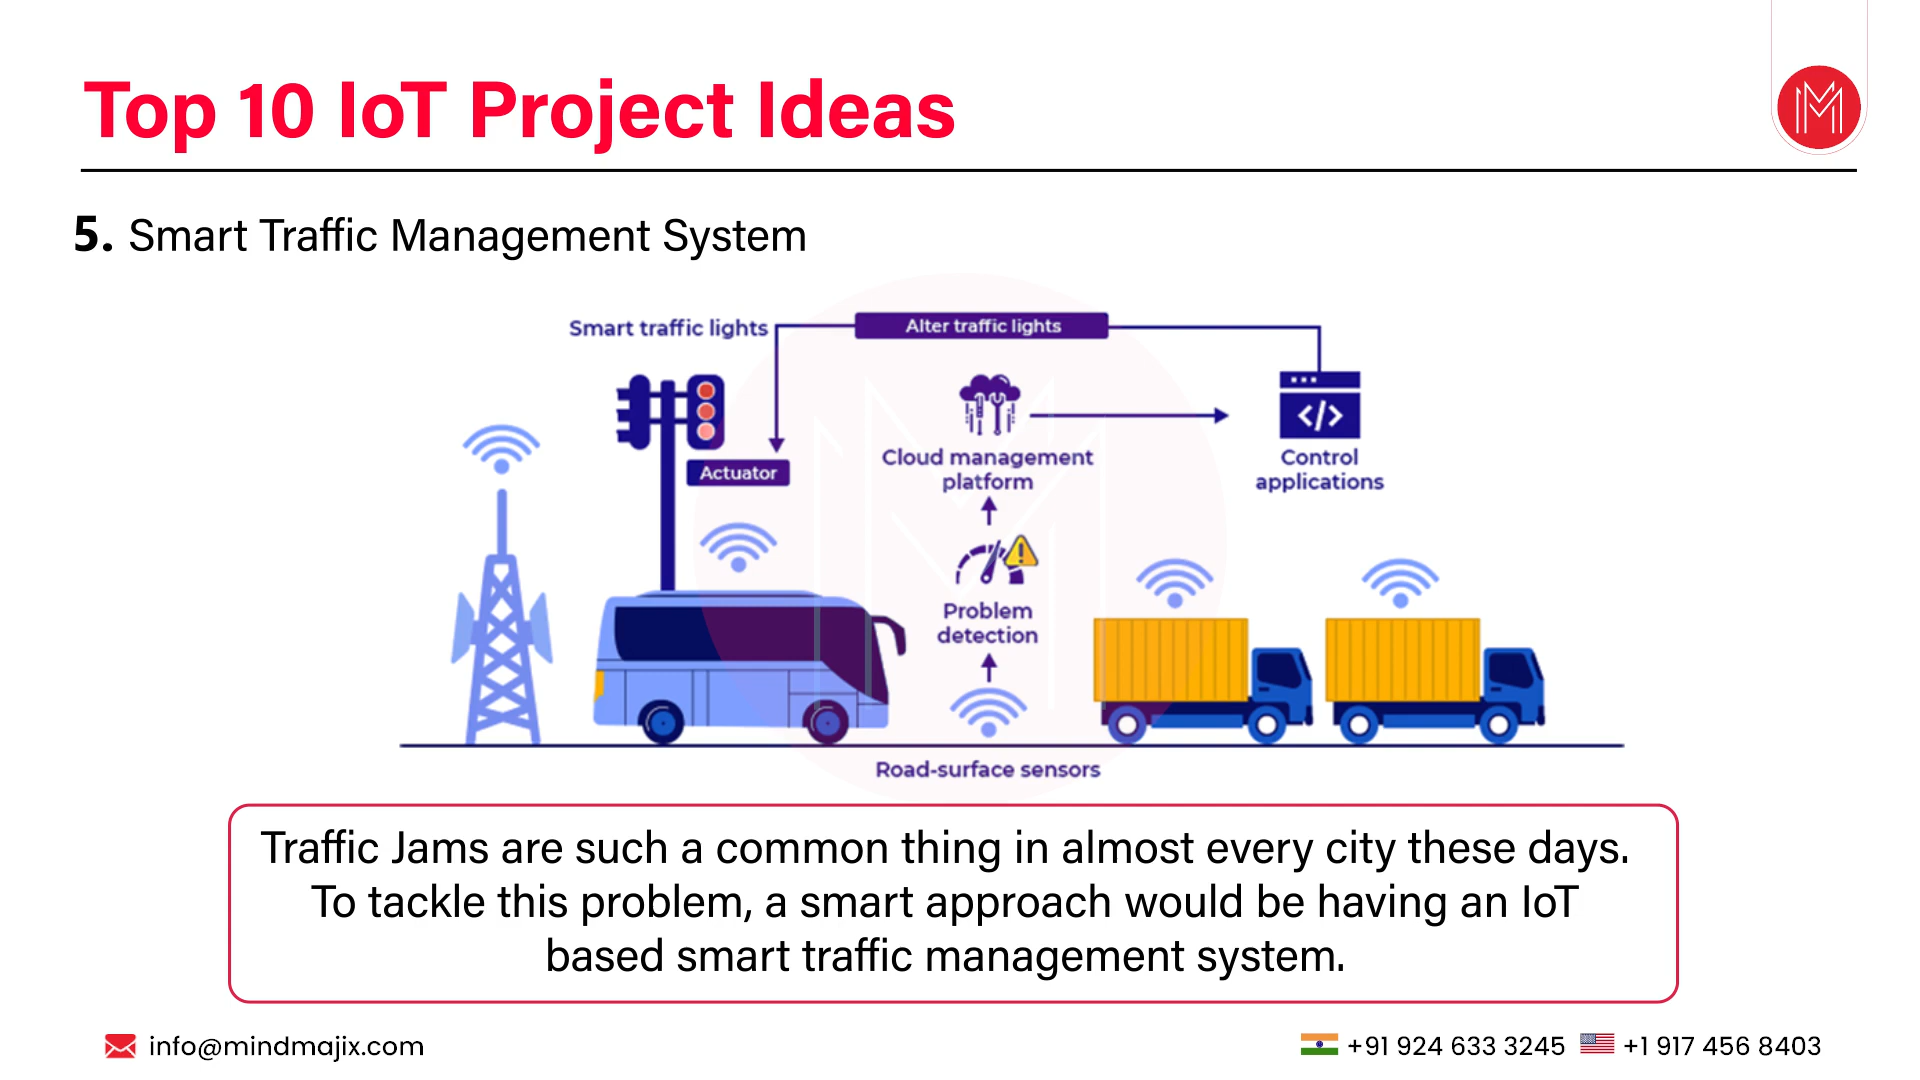 Top 10 IoT Project Ideas
5. Smart Traffic Management System
Smart traffic lights
Alter traffic lights
Actuator
Cloud management
platform
</>
Control
applications
Problem
detection
Road-surface sensors
Traffic Jams are such a common thing in almost every city these days.
To tackle this problem, a smart approach would be having an IoT
based smart traffic management system.
info@mindmajix.com
+91 924 633 3245
+1 917 456 8403